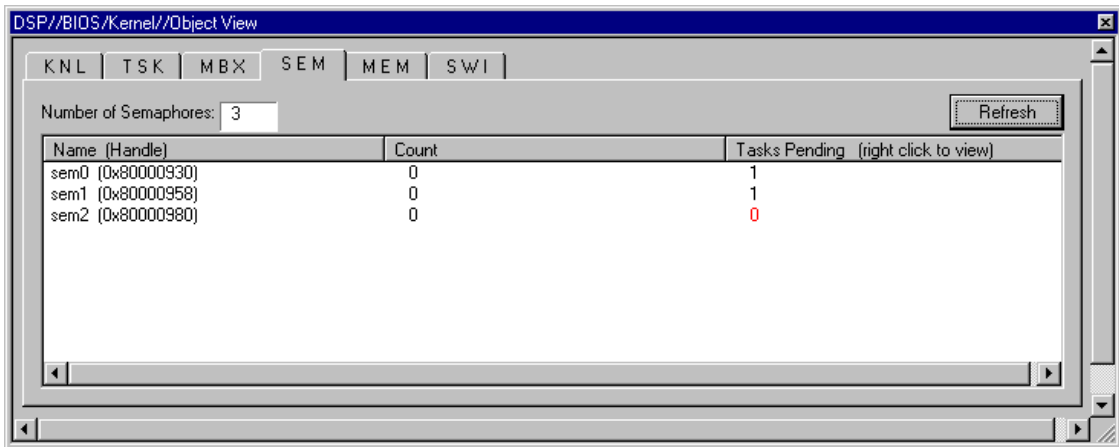 DSP//BIOS/Kernel//Object View
KNL TSK MBX SEM MEM SWI
Number of Semaphores: 3 Refresh
Name (Handle) Count Tasks Pending (right click to view)
sem0 (0x80000930) 0 1
sem1 (0x80000958) 0 1
sem2 (0x80000980) 0 0